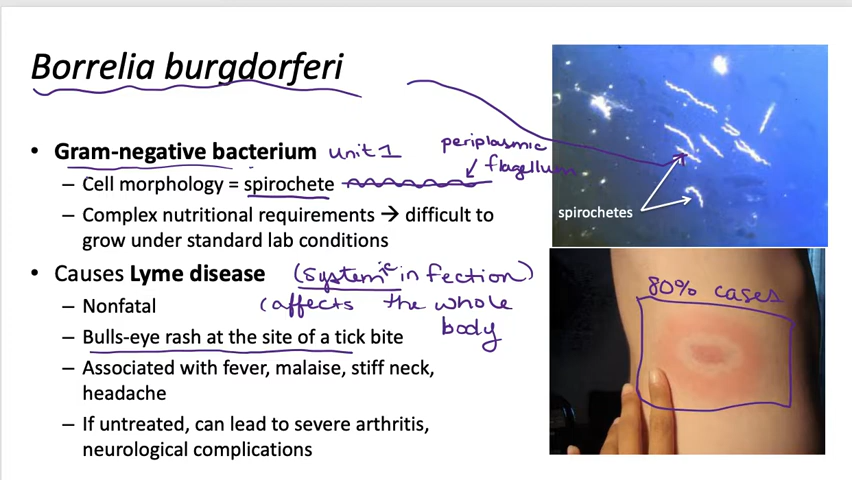 Borrelia burgdorferi
• Gram-negative bacterium unit 1
periplasmic
flagellum
– Cell morphology = spirochete
– Complex nutritional requirements → difficult to
grow under standard lab conditions
spirochetes
• Causes Lyme disease (systemic infection)
– Nonfatal (affects the whole
body
80% cases
– Bulls-eye rash at the site of a tick bite
– Associated with fever, malaise, stiff neck,
headache
– If untreated, can lead to severe arthritis,
neurological complications